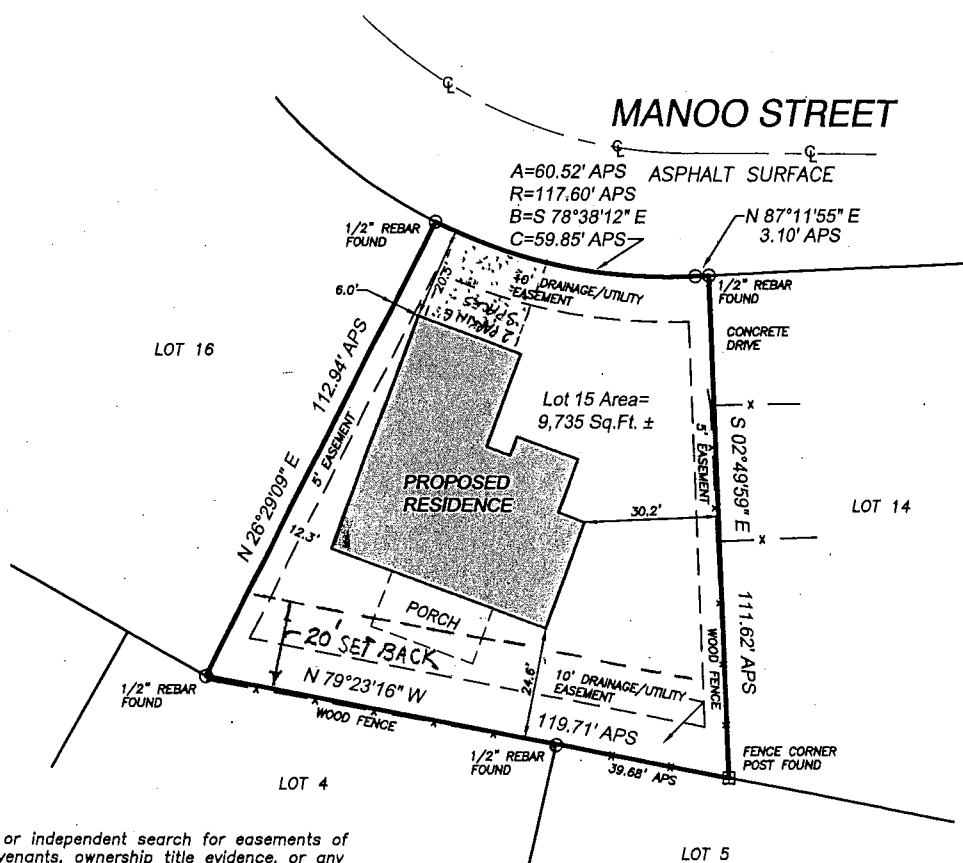 MANOO STREET
ASPHALT SURFACE
A=60.52' APS
R=117.60' APS
B=S 78°38'12" E
C=59.85' APS
N 87°11'55" E
3.10' APS
1/2" REBAR
FOUND
1/2" REBAR
FOUND
10' DRAINAGE/UTILITY
EASEMENT
20.5'
2 PARKING
SPACES
6.0'
CONCRETE
DRIVE
LOT 16
112.94' APS
N 26°29'09" E
5' EASEMENT
Lot 15 Area=
9,735 Sq.Ft. ±
PROPOSED
RESIDENCE
30.2'
S 02°49'59" E
5' EASEMENT
LOT 14
12.3'
PORCH
20' SET BACK
24.6'
111.62' APS
WOOD FENCE
10' DRAINAGE/UTILITY
EASEMENT
N 79°23'16" W
119.71' APS
1/2" REBAR
FOUND
WOOD FENCE
1/2" REBAR
FOUND
39.68' APS
FENCE CORNER
POST FOUND
LOT 4
LOT 5
or independent search for easements of
venants, ownership title evidence, or any